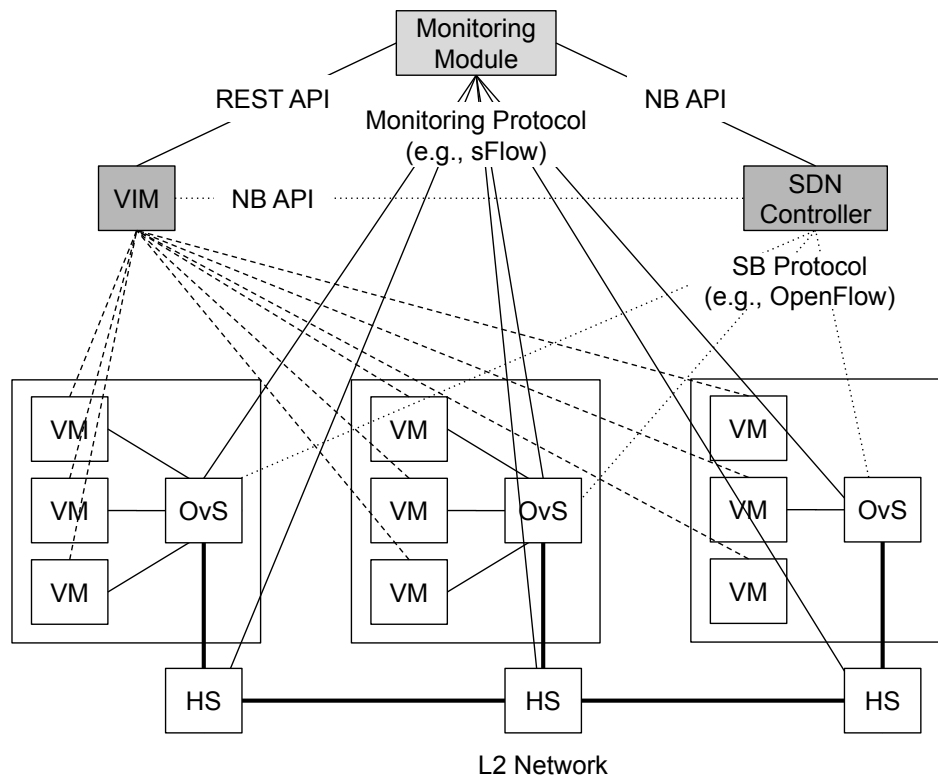 Monitoring
Module
REST API
NB API
Monitoring Protocol
(e.g., sFlow)
VIM
NB API
SDN
Controller
SB Protocol
(e.g., OpenFlow)
VM
VM
VM
VM
VM
OvS
VM
OvS
VM
OvS
VM
VM
VM
HS
HS
HS
L2 Network